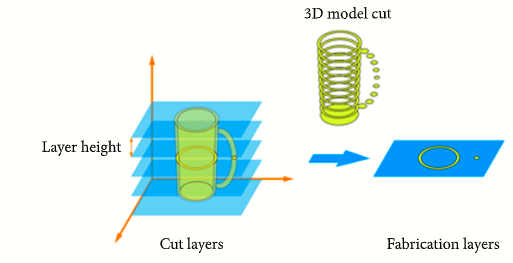 3D model cut
Layer height
Cut layers
Fabrication layers